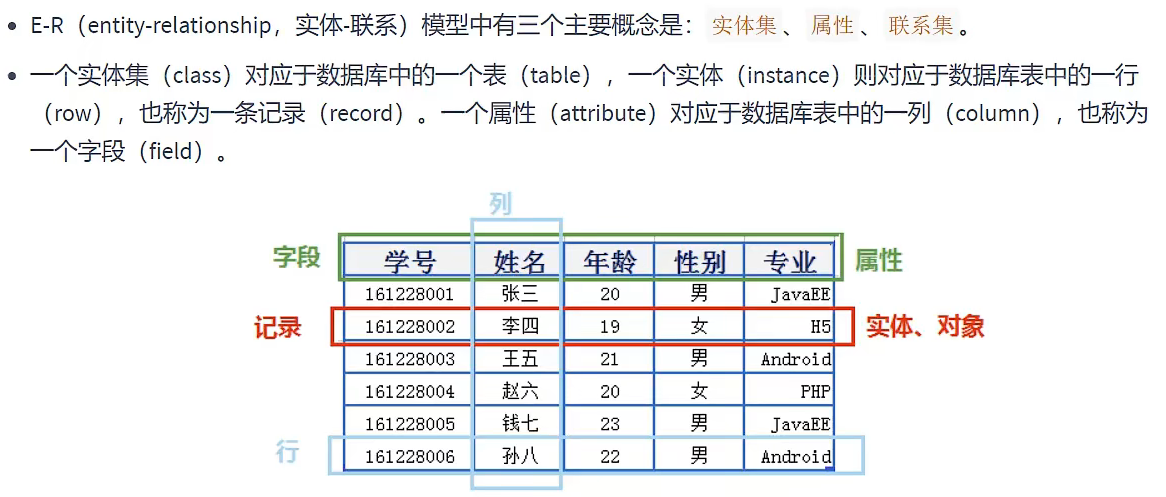 E-R（entity-relationship，实体-联系）模型中有三个主要概念是： 实体集 、 属性 、 联系集 。
一个实体集（class）对应于数据库中的一个表（table），一个实体（instance）则对应于数据库表中的一行
（row），也称为一条记录（record）。一个属性（attribute）对应于数据库表中的一列（column），也称为
一个字段（field）。
列
字段 学号 姓名 年龄 性别 专业 属性
161228001 张三 20 男 JavaEE
记录 161228002 李四 19 女 H5 实体、对象
161228003 王五 21 男 Android
161228004 赵六 20 女 PHP
161228005 钱七 23 男 JavaEE
行 161228006 孙八 22 男 Android